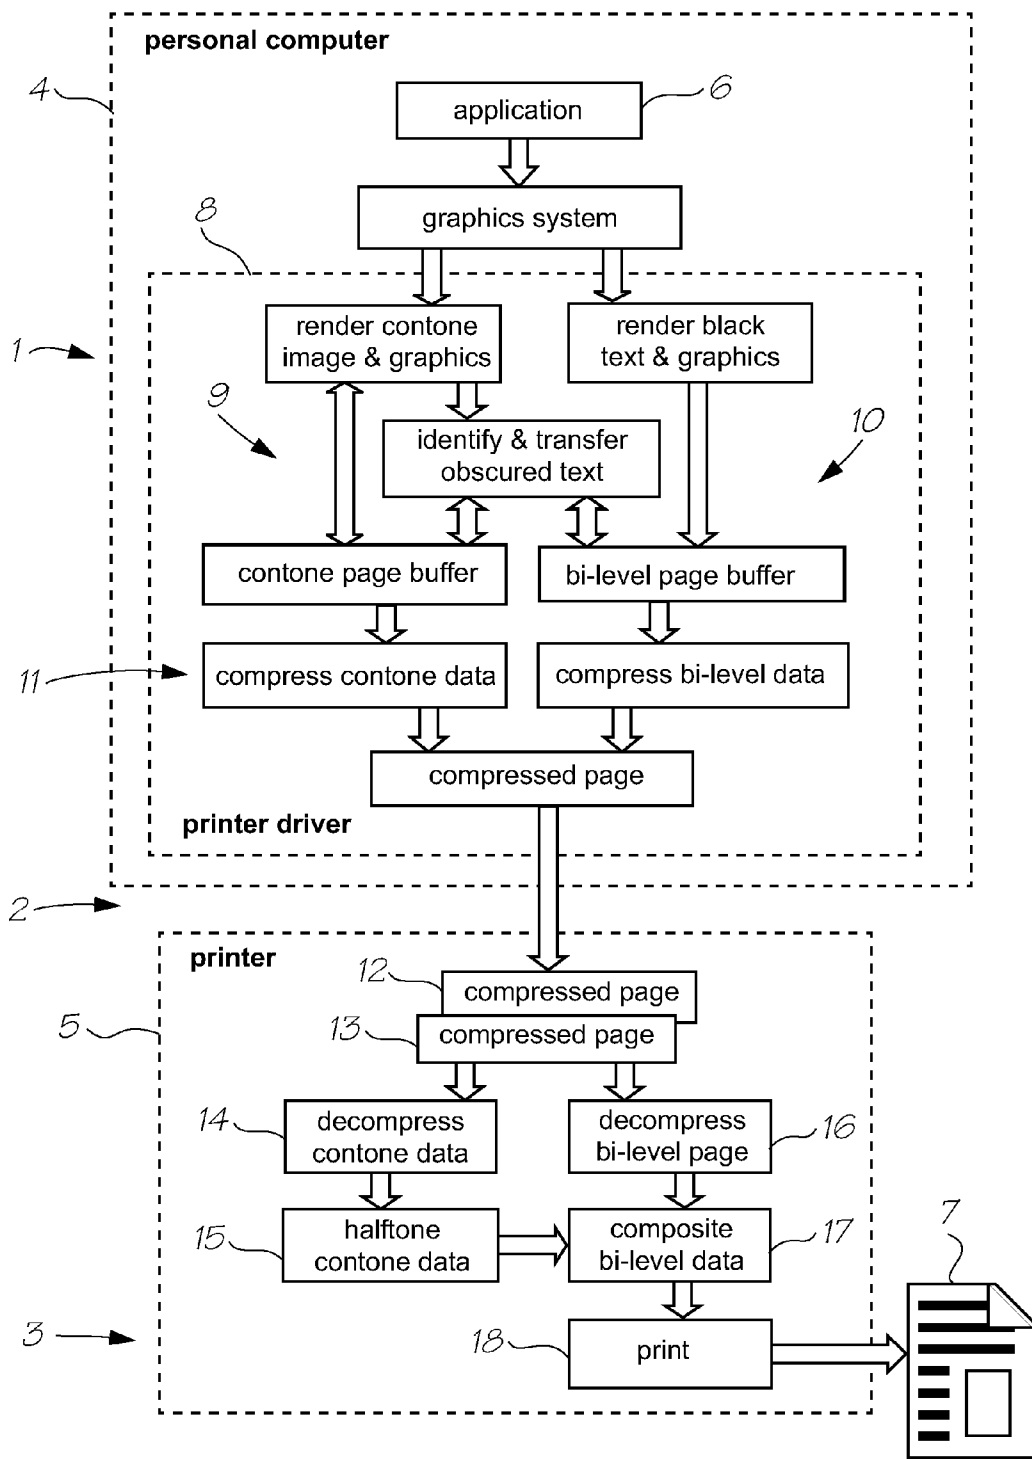 personal computer
4
application
6
graphics system
8
render contone
image & graphics
render black
text & graphics
1
9
identify & transfer
obscured text
10
contone page buffer
bi-level page buffer
11
compress contone data
compress bi-level data
compressed page
printer driver
2
printer
12
compressed page
5
13
compressed page
14
decompress
contone data
decompress
bi-level page
16
15
halftone
contone data
composite
bi-level data
17
7
3
18
print